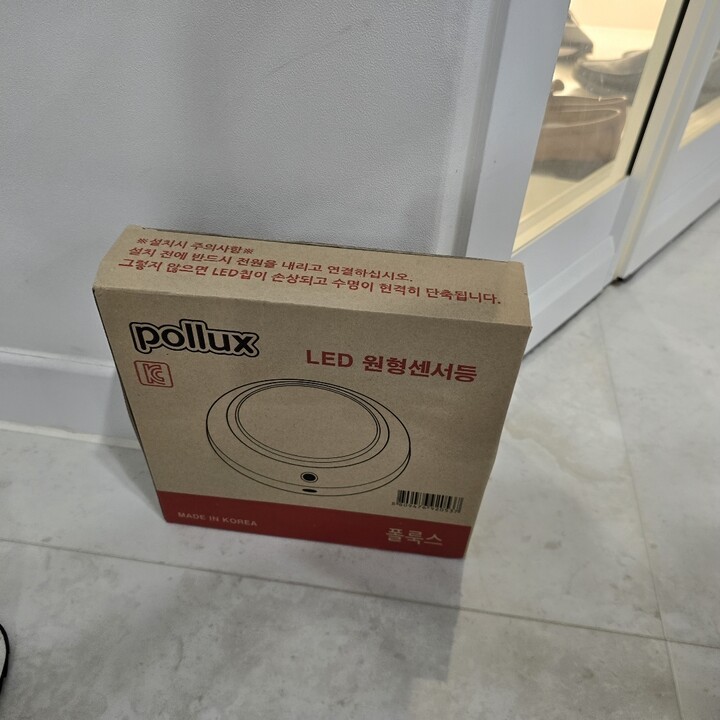 ※설치시 주의사항※
설치 전에 반드시 전원을 내리고 연결하십시오.
그렇지 않으면 LED칩이 손상되고 수명이 현격히 단축됩니다.
pollux
LED 원형센서등
MADE IN KOREA
폴룩스